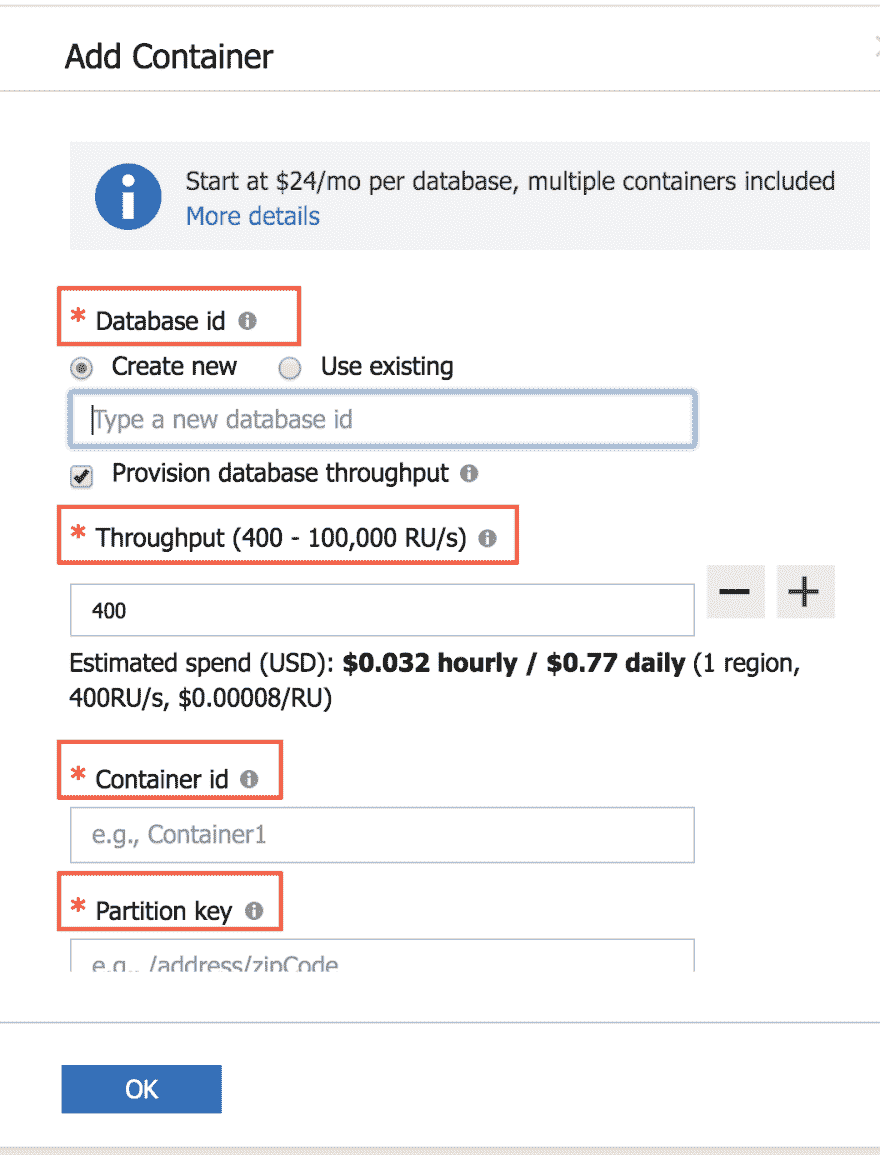 Add Container
Start at $24/mo per database, multiple containers included
More details
* Database id
Create new Use existing
Type a new database id
Provision database throughput
* Throughput (400 - 100,000 RU/s)
400
Estimated spend (USD): $0.032 hourly / $0.77 daily (1 region,
400RU/s, $0.00008/RU)
* Container id
e.g., Container1
* Partition key
e.g., /address/zipCode
OK